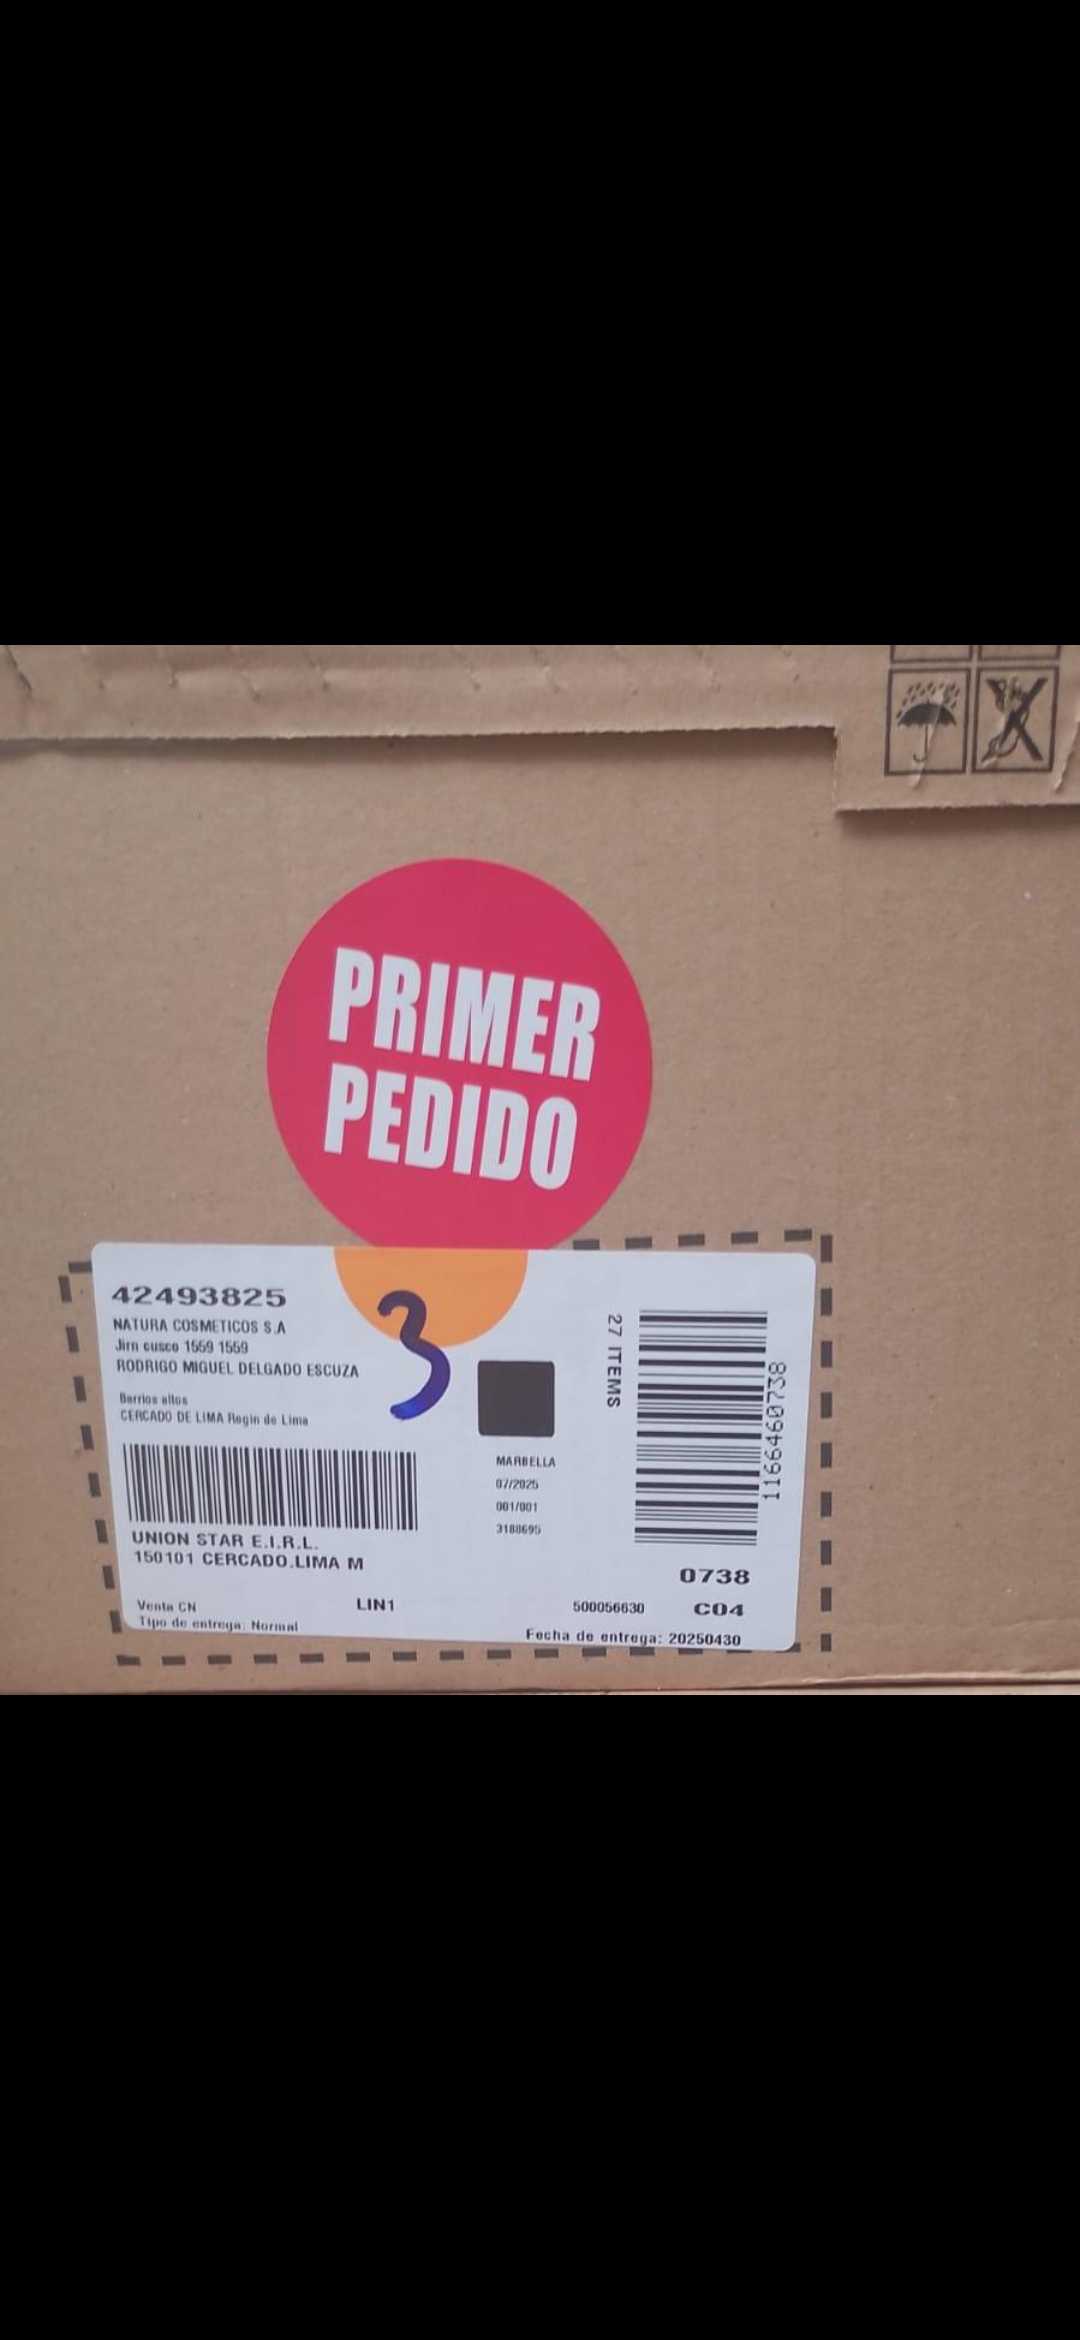 PRIMER
PEDIDO
42493825
NATURA COSMETICOS S.A
Jirn cusco 1559 1559
RODRIGO MIGUEL DELGADO ESCUZA
Barrios altos
CERCADO DE LIMA Regin de Lima
3
27 ITEMS
1166460738
MARBELLA
07/2025
001/001
3188695
UNION STAR E.I.R.L.
150101 CERCADO.LIMA M
0738
Venta CN
LIN1
500056630
C04
Tipo de entrega: Normal
Fecha de entrega: 20250430